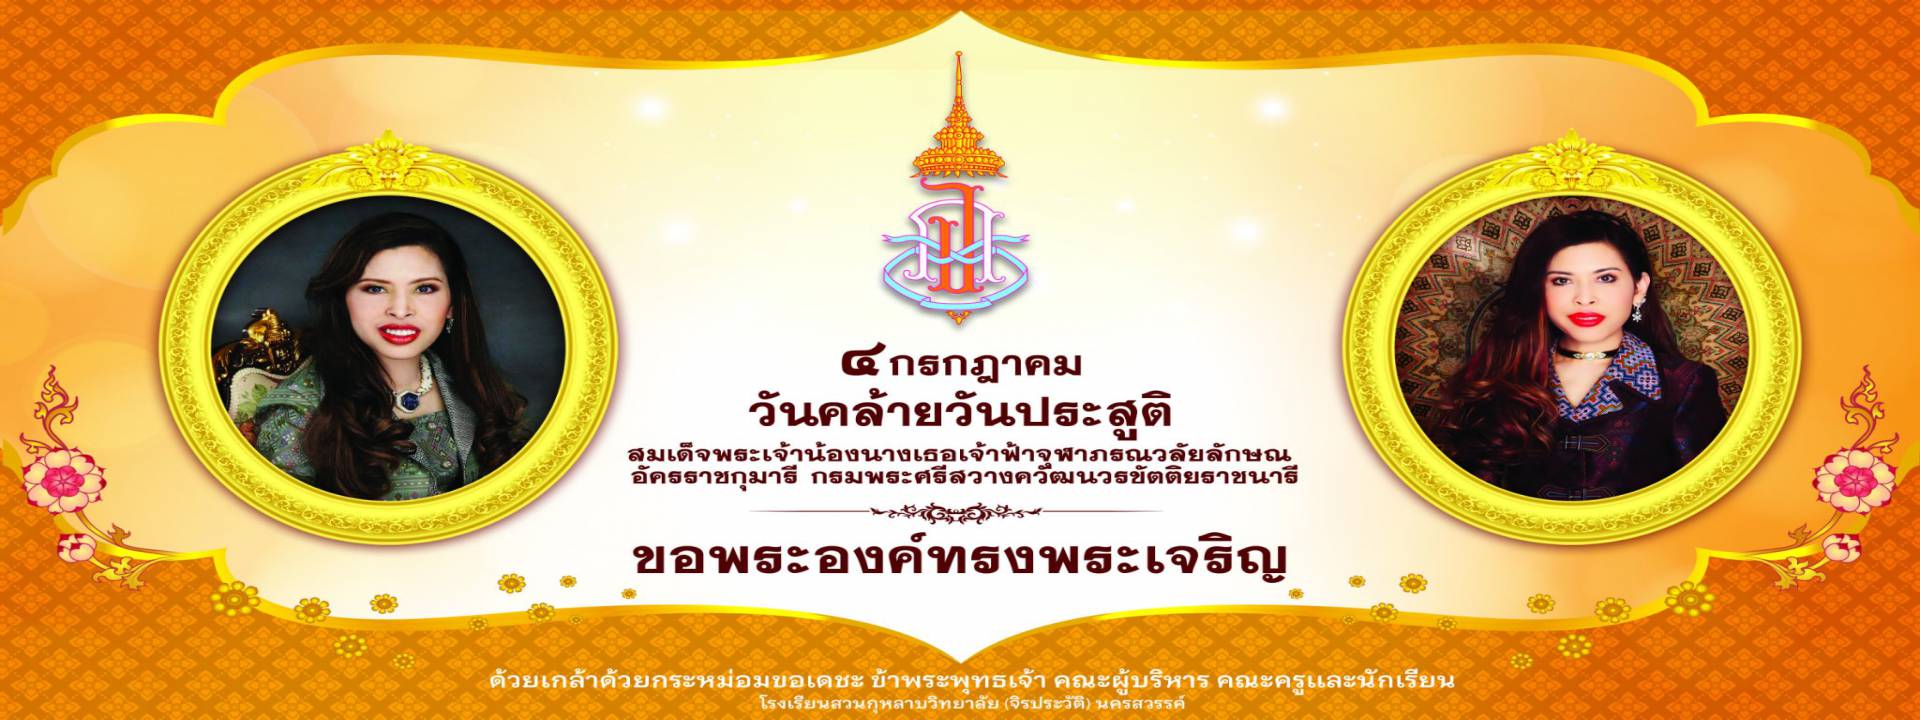 ๔ กรกฎาคม
วันคล้ายวันประสูติ
สมเด็จพระเจ้าน้องนางเธอเจ้าฟ้าจุฬาภรณวลัยลักษณ
อัครราชกุมารี กรมพระศรีสวางควัฒนวรขัตติยราชนารี
ขอพระองค์ทรงพระเจริญ
ด้วยเกล้าด้วยกระหม่อมขอเดชะ ข้าพระพุทธเจ้า คณะผู้บริหาร คณะครูและนักเรียน
โรงเรียนสวนกุหลาบวิทยาลัย (จิรประวัติ) นครสวรรค์